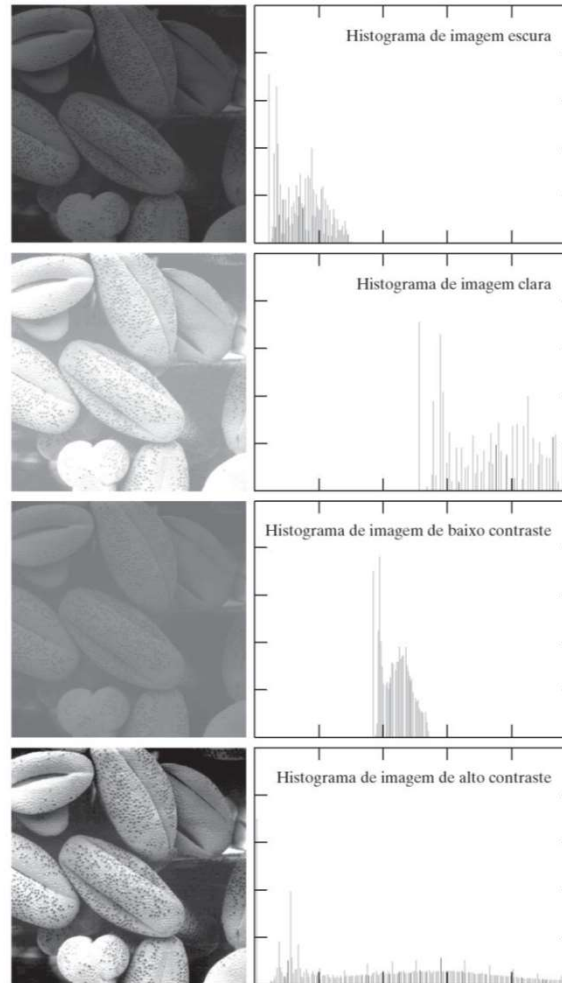 Histograma de imagem escura
Histograma de imagem clara
Histograma de imagem de baixo contraste
Histograma de imagem de alto contraste